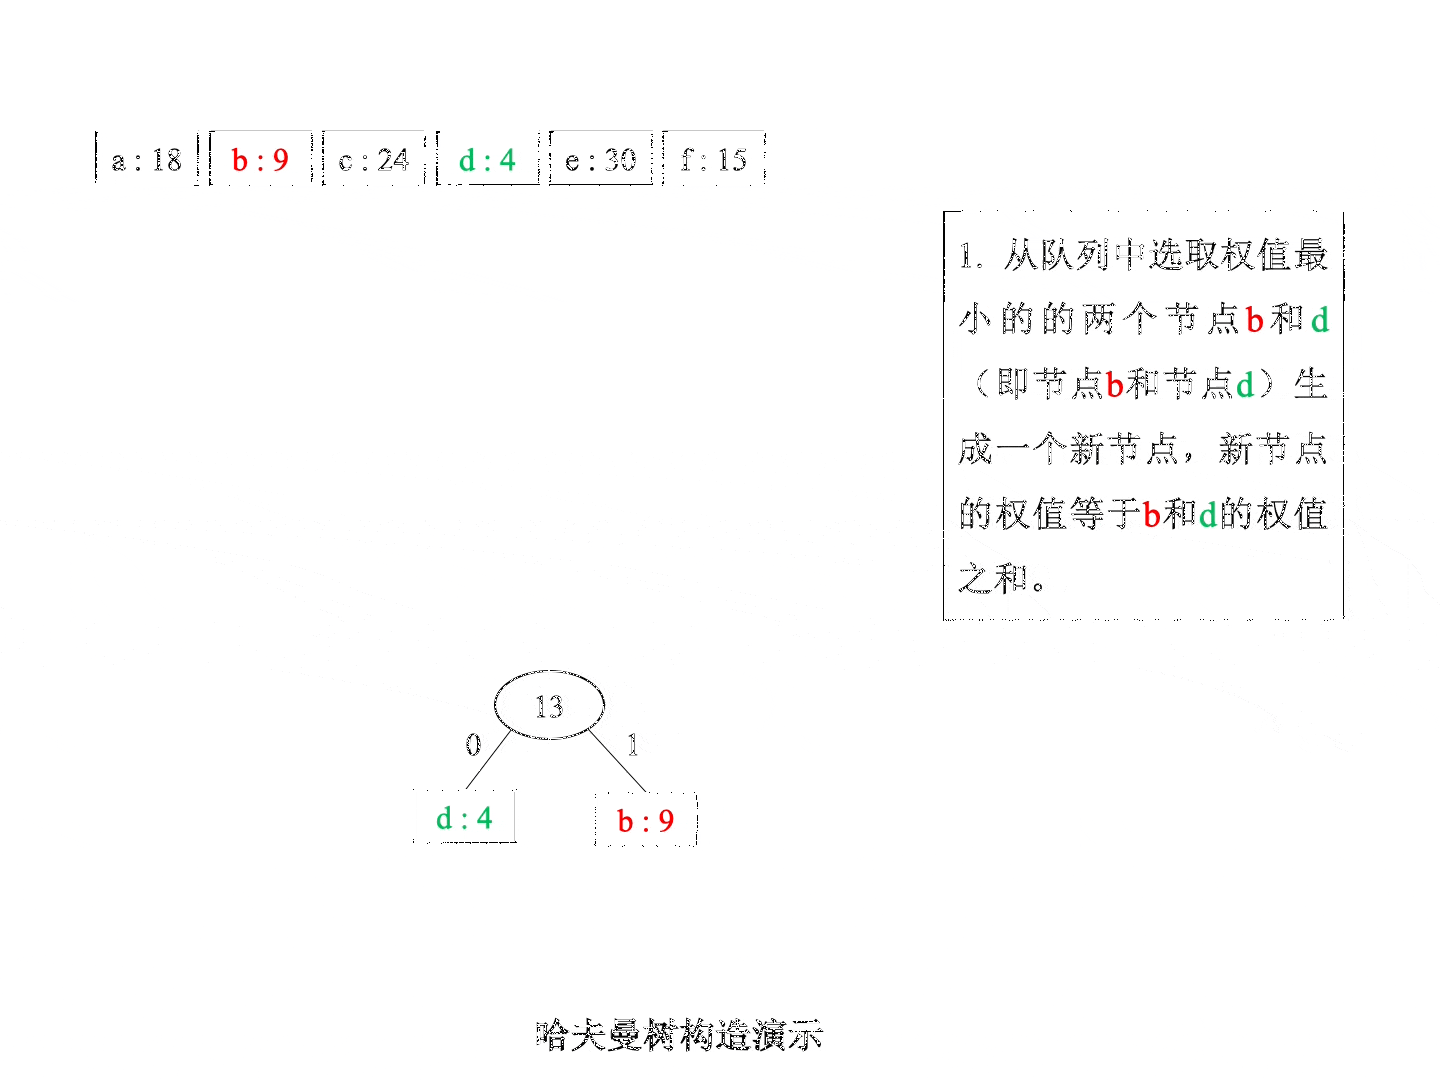 a : 18 b : 9 c : 24 d : 4 e : 30 f : 15
1. 从队列中选取权值最
小的的两个节点b和d
（即节点b和节点d）生
成一个新节点，新节点
的权值等于b和d的权值
之和。
13
0 1
d : 4 b : 9
哈夫曼树构造演示